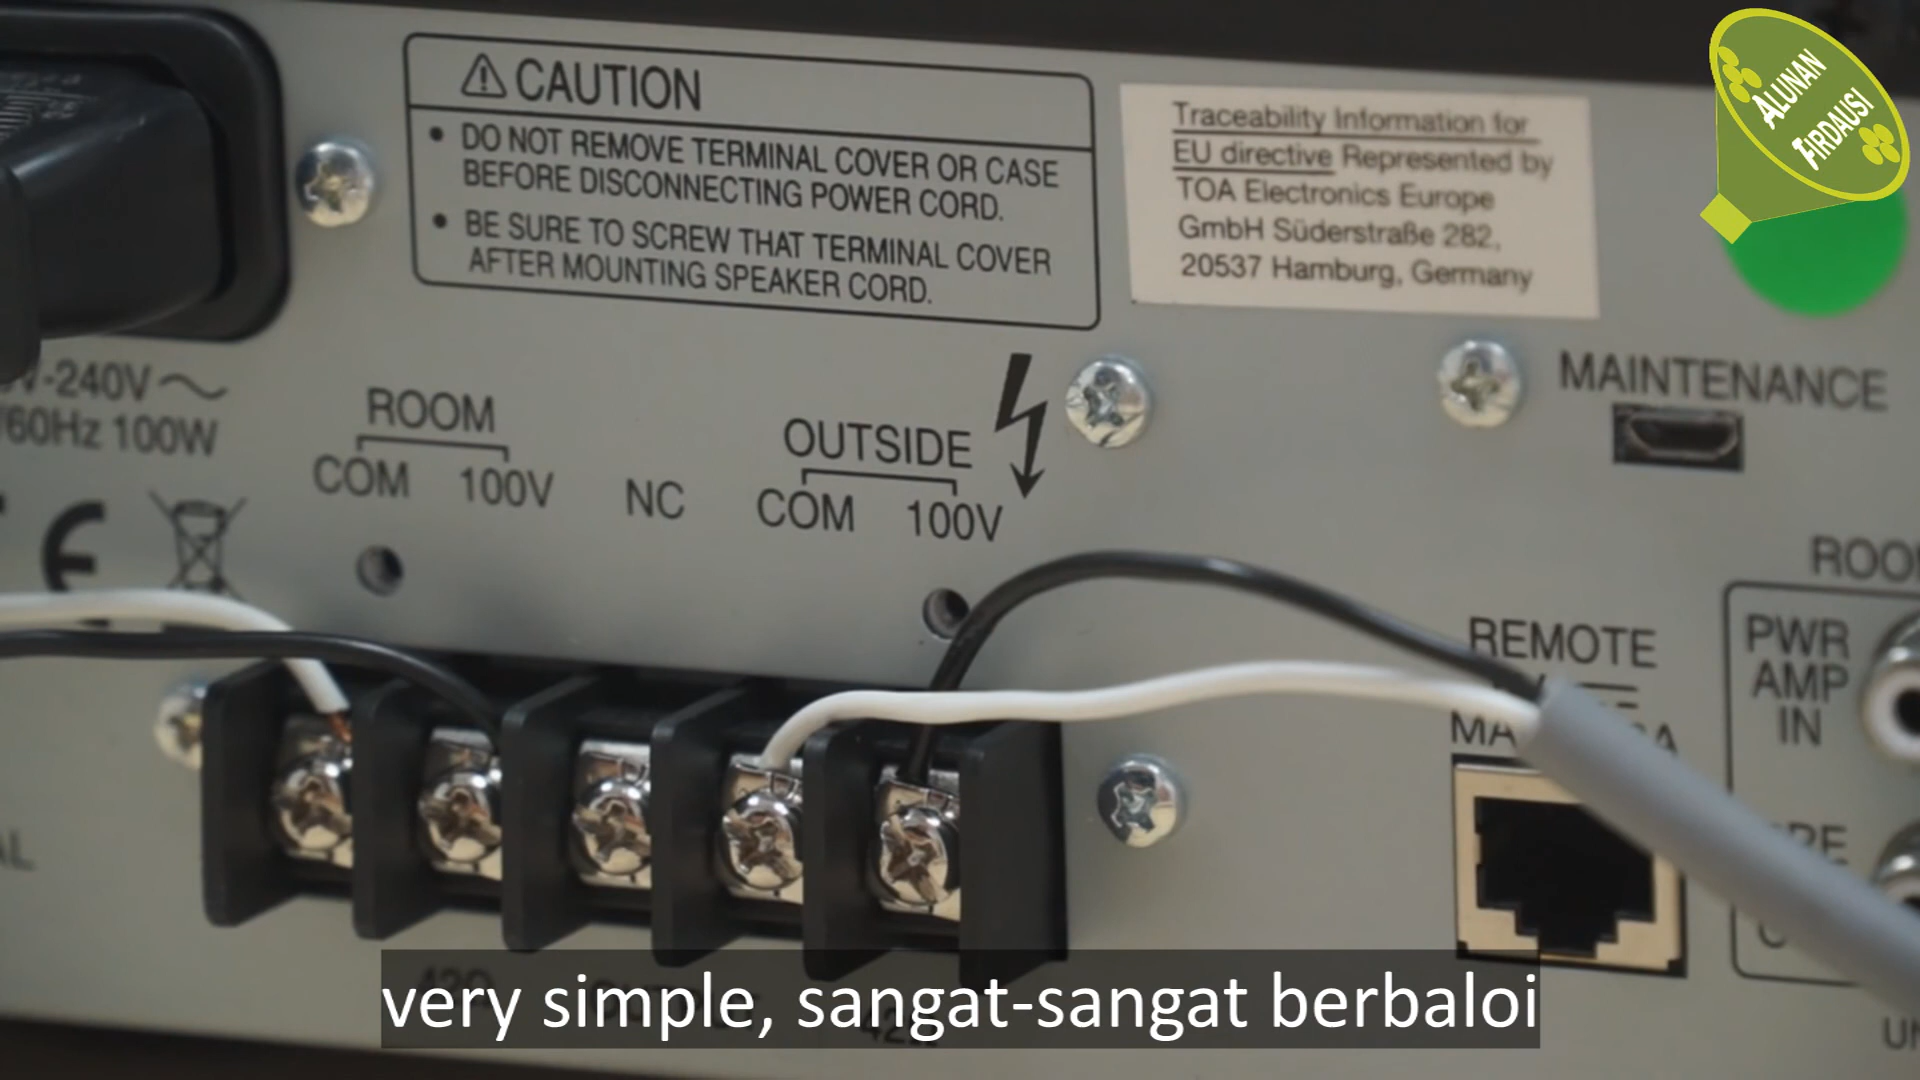 CAUTION
• DO NOT REMOVE TERMINAL COVER OR CASE
BEFORE DISCONNECTING POWER CORD.
• BE SURE TO SCREW THAT TERMINAL COVER
AFTER MOUNTING SPEAKER CORD.
Traceability Information for
EU directive Represented by
TOA Electronics Europe
GmbH Süderstraße 282,
20537 Hamburg, Germany
ALUNAN
FIRDAUSI
V-240V~
/60Hz 100W
ROOM
COM 100V
NC
OUTSIDE
COM 100V
MAINTENANCE
CE
REMOTE
PWR
AMP
IN
very simple, sangat-sangat berbaloi